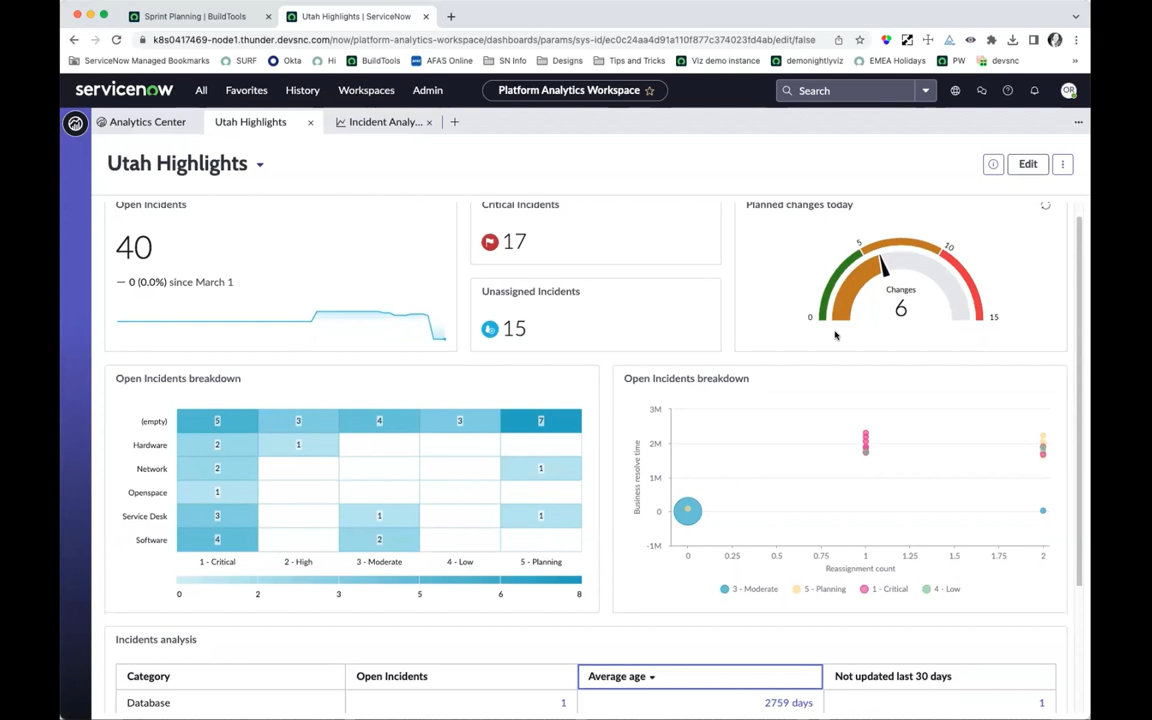 Sprint Planning | BuildTools
Utah Highlights | ServiceNow
k8s0417469-node1.thunder.devsnc.com/now/platform-analytics-workspace/dashboards/params/sys-id/ec0c24aa4d91a110f877c374023fd4ab/edit/false
ServiceNow Managed Bookmarks SURF Okta Hi BuildTools AFAS Online SN Info Designs Tips and Tricks Viz demo instance demonightlyviz EMEA Holidays PW devsnc
servicenow All Favorites History Workspaces Admin Platform Analytics Workspace Search OR
Analytics Center Utah Highlights Incident Analy...
Utah Highlights Edit
Open Incidents
40
— 0 (0.0%) since March 1
Critical Incidents
17
Unassigned Incidents
15
Planned changes today
5 10
0 15
Changes
6
Open Incidents breakdown
(empty) 5 3 4 3 7
Hardware 2 1
Network 2 1
Openspace 1
Service Desk 3 1 1
Software 4 2
1 - Critical 2 - High 3 - Moderate 4 - Low 5 - Planning
0 2 3 5 6 8
Open Incidents breakdown
Business resolve time
3M
2M
1M
0
-1M
0 0.25 0.5 0.75 1 1.25 1.5 1.75 2
Reassignment count
3 - Moderate 5 - Planning 1 - Critical 4 - Low
Incidents analysis
Category Open Incidents Average age Not updated last 30 days
Database 1 2759 days 1